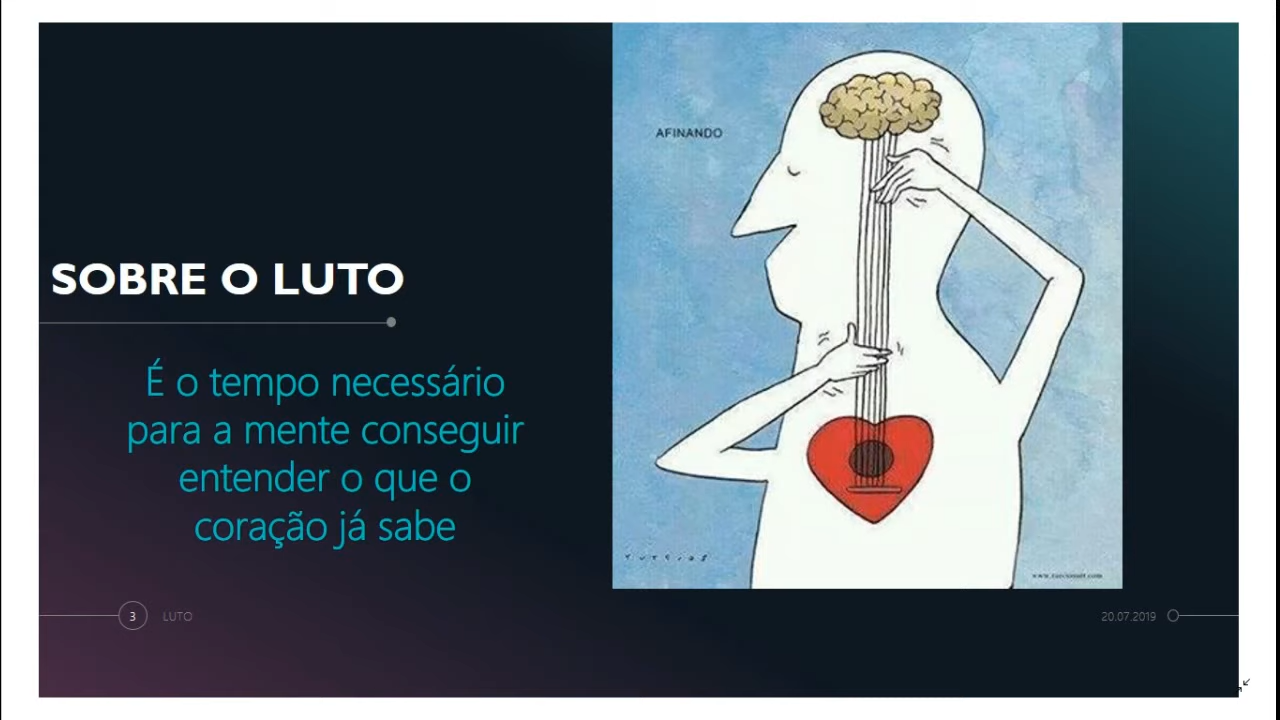 SOBRE O LUTO
É o tempo necessário
para a mente conseguir
entender o que o
coração já sabe
AFINANDO
3 LUTO
20.07.2019